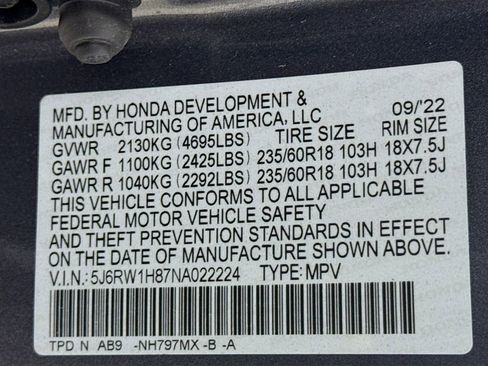 MFD. BY HONDA DEVELOPMENT &
MANUFACTURING OF AMERICA, LLC 09/'22
GVWR 2130KG (4695LBS) TIRE SIZE RIM SIZE
GAWR F 1100KG (2425LBS) 235/60R18 103H 18X7.5J
GAWR R 1040KG (2292LBS) 235/60R18 103H 18X7.5J
THIS VEHICLE CONFORMS TO ALL APPLICABLE
FEDERAL MOTOR VEHICLE SAFETY
AND THEFT PREVENTION STANDARDS IN EFFECT
ON THE DATE OF MANUFACTURE SHOWN ABOVE.
V.I.N.: 5J6RW1H87NA022224 TYPE: MPV
TPD N AB9 -NH797MX -B -A